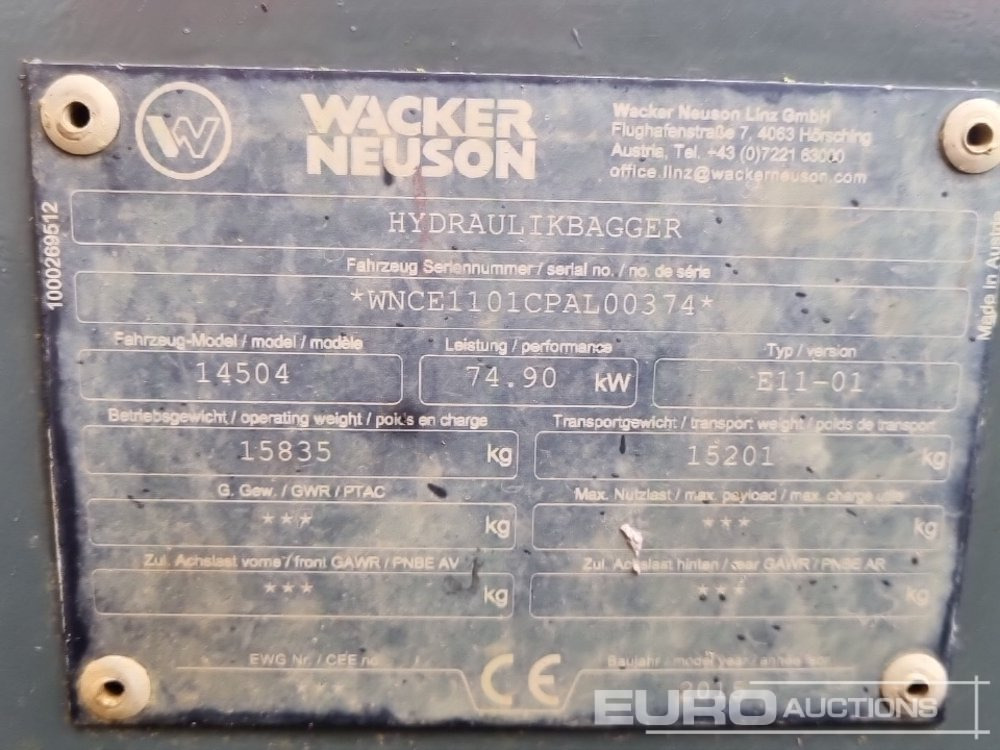 WACKER
NEUSON
Wacker Neuson Linz GmbH
Flughafenstraße 7, 4063 Hörsching
Austria, Tel. +43 (0)7221 63000
office.linz@wackerneuson.com
1000269512
Made in Austria
HYDRAULIKBAGGER
Fahrzeug Seriennummer / serial no. / no. de série
*WNCE1101CPAL00374*
Fahrzeug-Model / model / modèle
Leistung / performance
Typ / version
14504
74.90 kW
E11-01
Betriebsgewicht / operating weight / poids en charge
Transportgewicht / transport weight / poids de transport
15835 kg
15201 kg
G. Gew. / GWR / PTAC
Max. Nutzlast / max. payload / max. charge utile
*** kg
*** kg
Zul. Achslast vorne / front GAWR / PNBE AV
Zul. Achslast hinten / rear GAWR / PNBE AR
*** kg
*** kg
EWG Nr. / CEE no.
CE
Baujahr / model year / année
***
EURO AUCTIONS